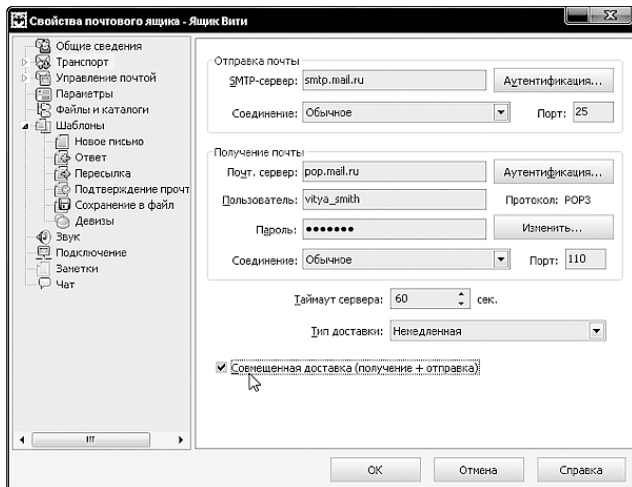 Свойства почтового ящика - Ящик Вити
Общие сведения
Транспорт
Управление почтой
Параметры
Файлы и каталоги
Шаблоны
Новое письмо
Ответ
Пересылка
Подтверждение прочт
Сохранение в файл
Девизы
Звук
Подключение
Заметки
Чат
Отправка почты
SMTP-сервер: smtp.mail.ru Аутентификация...
Соединение: Обычное Порт: 25
Получение почты
Почт. сервер: pop.mail.ru Аутентификация...
Пользователь: vitya_smith Протокол: POP3
Пароль: ●●●●●●● Изменить...
Соединение: Обычное Порт: 110
Таймаут сервера: 60 сек.
Тип доставки: Немедленная
Совмещенная доставка (получение + отправка)
OK Отмена Справка